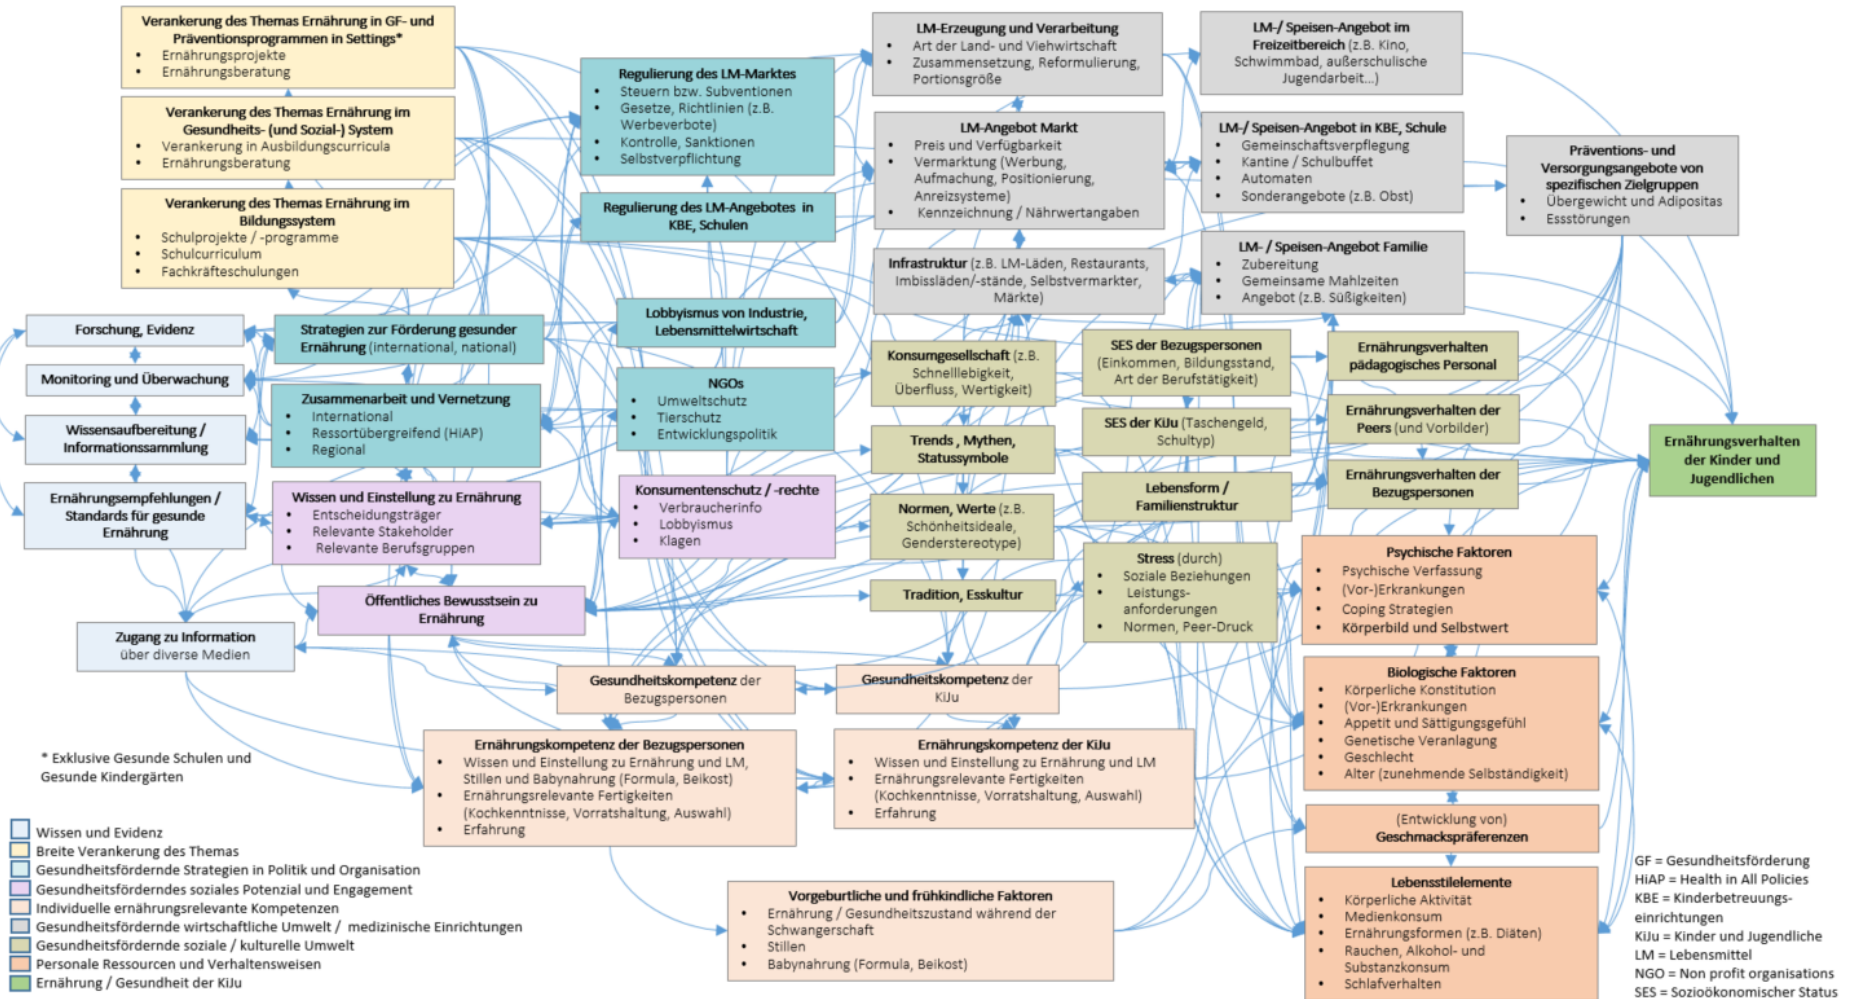 Verankerung des Themas Ernährung in GF- und
Präventionsprogrammen in Settings*
• Ernährungsprojekte
• Ernährungsberatung
Verankerung des Themas Ernährung im
Gesundheits- (und Sozial-) System
• Verankerung in Ausbildungscurricula
• Ernährungsberatung
Verankerung des Themas Ernährung im
Bildungssystem
• Schulprojekte / -programme
• Schulcurriculum
• Fachkräfteschulungen
Forschung, Evidenz
Monitoring und Überwachung
Wissensaufbereitung /
Informationssammlung
Ernährungsempfehlungen /
Standards für gesunde
Ernährung
Zugang zu Information
über diverse Medien
Strategien zur Förderung gesunder
Ernährung (international, national)
Zusammenarbeit und Vernetzung
• International
• Ressortübergreifend (HiAP)
• Regional
Wissen und Einstellung zu Ernährung
• Entscheidungsträger
• Relevante Stakeholder
• Relevante Berufsgruppen
Öffentliches Bewusstsein zu
Ernährung
Regulierung des LM-Marktes
• Steuern bzw. Subventionen
• Gesetze, Richtlinien (z.B.
Werbeverbote)
• Kontrolle, Sanktionen
• Selbstverpflichtung
Regulierung des LM-Angebotes in
KBE, Schulen
Lobbyismus von Industrie,
Lebensmittelwirtschaft
NGOs
• Umweltschutz
• Tierschutz
• Entwicklungspolitik
Konsumentenschutz / -rechte
• Verbraucherinfo
• Lobbyismus
• Klagen
Gesundheitskompetenz der
Bezugspersonen
Gesundheitskompetenz der
KiJu
Ernährungskompetenz der Bezugspersonen
• Wissen und Einstellung zu Ernährung und LM,
Stillen und Babynahrung (Formula, Beikost)
• Ernährungsrelevante Fertigkeiten
(Kochkenntnisse, Vorratshaltung, Auswahl)
• Erfahrung
Ernährungskompetenz der KiJu
• Wissen und Einstellung zu Ernährung und LM
• Ernährungsrelevante Fertigkeiten
(Kochkenntnisse, Vorratshaltung, Auswahl)
• Erfahrung
Vorgeburtliche und frühkindliche Faktoren
• Ernährung / Gesundheitszustand während der
Schwangerschaft
• Stillen
• Babynahrung (Formula, Beikost)
LM-Erzeugung und Verarbeitung
• Art der Land- und Viehwirtschaft
• Zusammensetzung, Reformulierung,
Portionsgröße
LM-Angebot Markt
• Preis und Verfügbarkeit
• Vermarktung (Werbung,
Aufmachung, Positionierung,
Anreizsysteme)
• Kennzeichnung / Nährwertangaben
Infrastruktur (z.B. LM-Läden, Restaurants,
Imbissläden/-stände, Selbstvermarkter,
Märkte)
Konsumgesellschaft (z.B.
Schnelllebigkeit,
Überfluss, Wertigkeit)
Trends , Mythen,
Statussymbole
Normen, Werte (z.B.
Schönheitsideale,
Genderstereotype)
Tradition, Esskultur
LM-/ Speisen-Angebot im
Freizeitbereich (z.B. Kino,
Schwimmbad, außerschulische
Jugendarbeit...)
LM-/ Speisen-Angebot in KBE, Schule
• Gemeinschaftsverpflegung
• Kantine / Schulbuffet
• Automaten
• Sonderangebote (z.B. Obst)
LM- / Speisen-Angebot Familie
• Zubereitung
• Gemeinsame Mahlzeiten
• Angebot (z.B. Süßigkeiten)
Präventions- und
Versorgungsangebote von
spezifischen Zielgruppen
• Übergewicht und Adipositas
• Essstörungen
SES der Bezugspersonen
(Einkommen, Bildungsstand,
Art der Berufstätigkeit)
SES der KiJu (Taschengeld,
Schultyp)
Lebensform /
Familienstruktur
Stress (durch)
• Soziale Beziehungen
• Leistungs-
anforderungen
• Normen, Peer-Druck
Ernährungsverhalten
pädagogisches Personal
Ernährungsverhalten der
Peers (und Vorbilder)
Ernährungsverhalten der
Bezugspersonen
Psychische Faktoren
• Psychische Verfassung
• (Vor-)Erkrankungen
• Coping Strategien
• Körperbild und Selbstwert
Biologische Faktoren
• Körperliche Konstitution
• (Vor-)Erkrankungen
• Appetit und Sättigungsgefühl
• Genetische Veranlagung
• Geschlecht
• Alter (zunehmende Selbständigkeit)
(Entwicklung von)
Geschmackspräferenzen
Lebensstilelemente
• Körperliche Aktivität
• Medienkonsum
• Ernährungsformen (z.B. Diäten)
• Rauchen, Alkohol- und
Substanzkonsum
• Schlafverhalten
Ernährungsverhalten
der Kinder und
Jugendlichen
* Exklusive Gesunde Schulen und
Gesunde Kindergärten
Wissen und Evidenz
Breite Verankerung des Themas
Gesundheitsfördernde Strategien in Politik und Organisation
Gesundheitsförderndes soziales Potenzial und Engagement
Individuelle ernährungsrelevante Kompetenzen
Gesundheitsfördernde wirtschaftliche Umwelt / medizinische Einrichtungen
Gesundheitsfördernde soziale / kulturelle Umwelt
Personale Ressourcen und Verhaltensweisen
Ernährung / Gesundheit der KiJu
GF = Gesundheitsförderung
HiAP = Health in All Policies
KBE = Kinderbetreuungs-
einrichtungen
KiJu = Kinder und Jugendliche
LM = Lebensmittel
NGO = Non profit organisations
SES = Sozioökonomischer Status